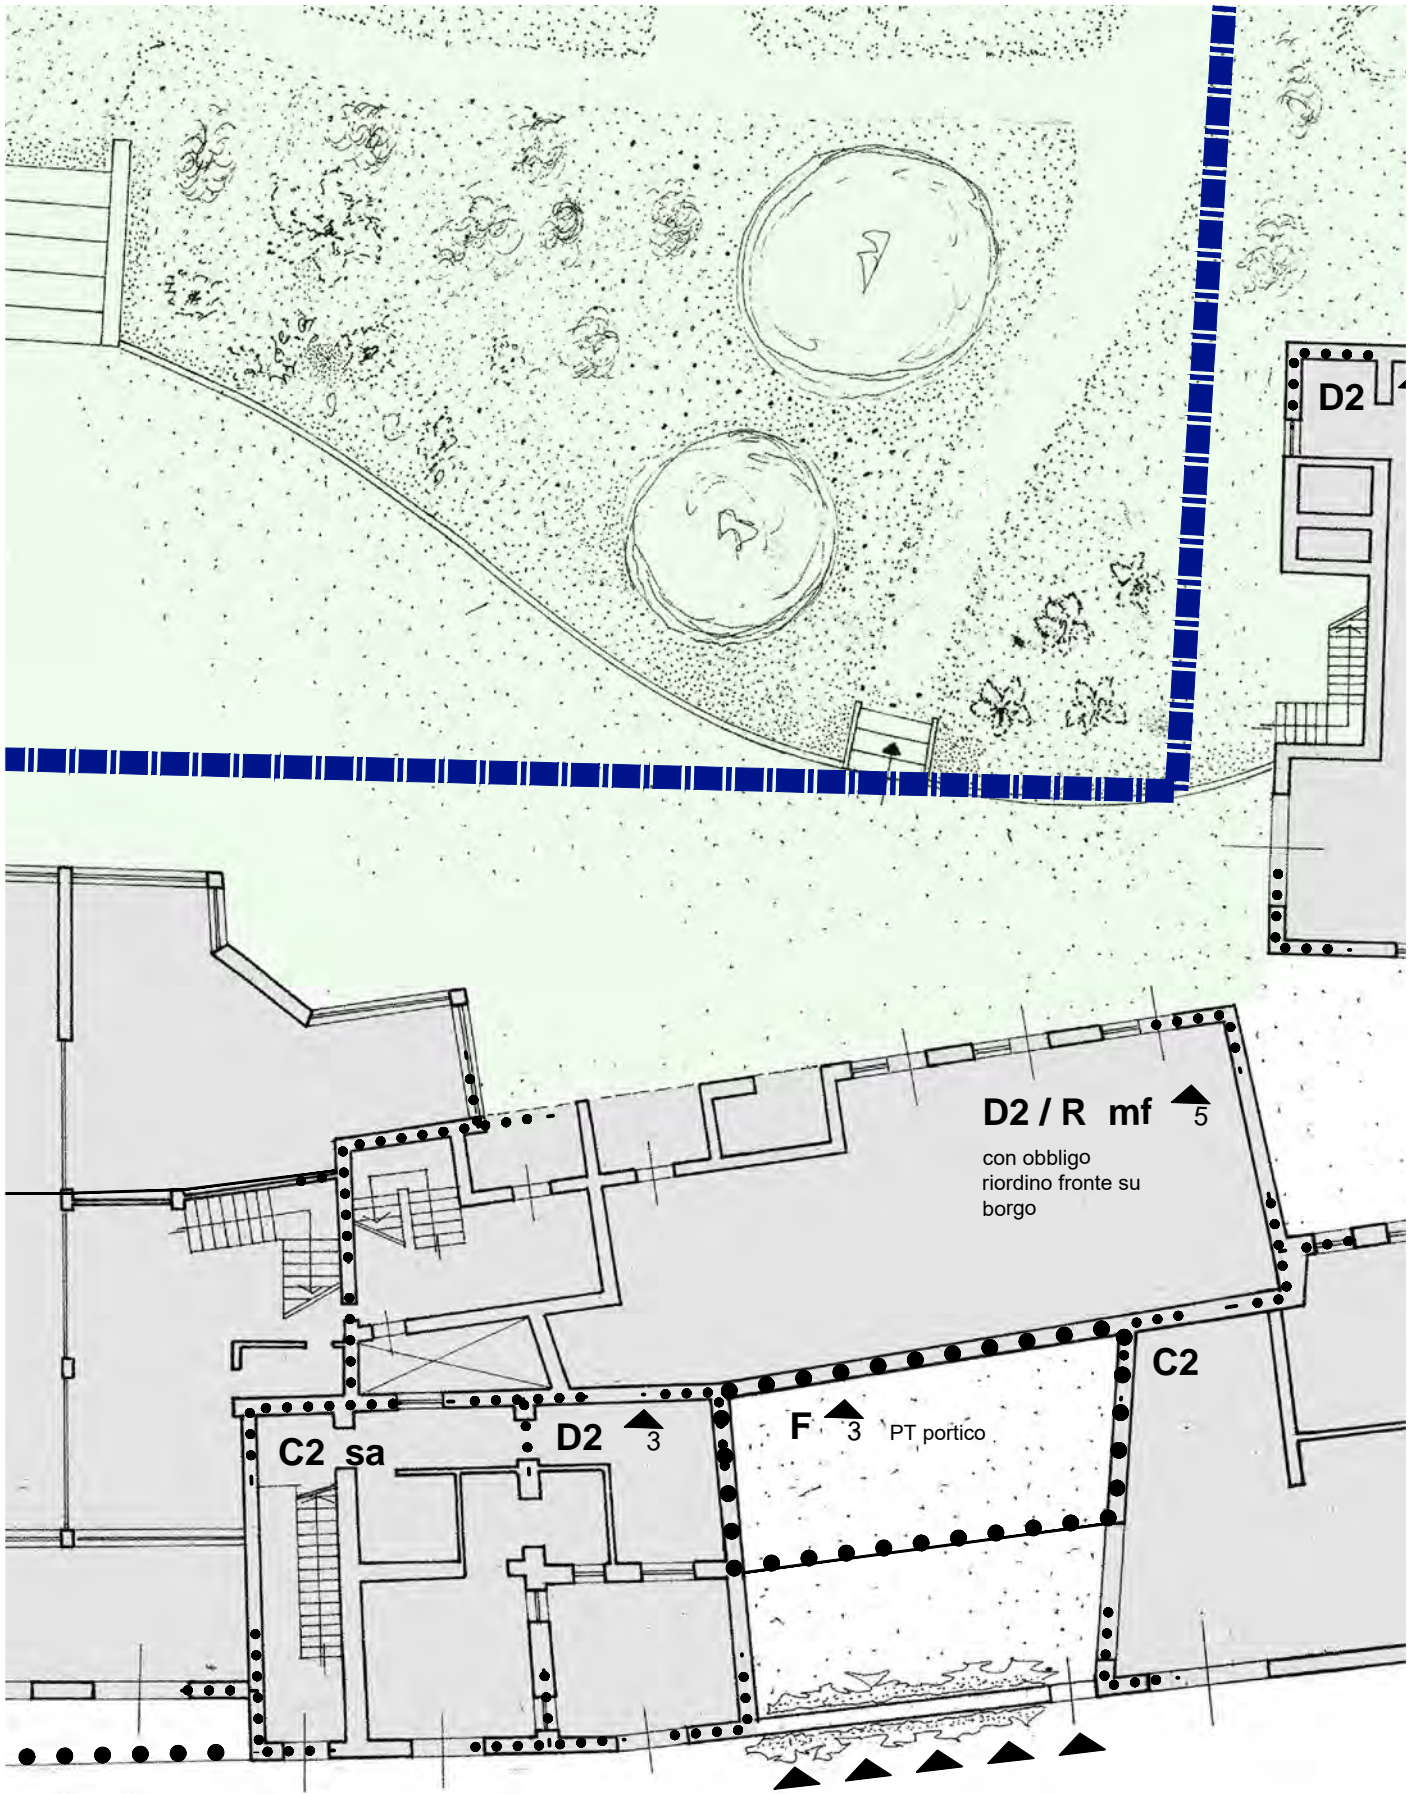 D2
D2 / R mf 5
con obbligo
riordino fronte su
borgo
C2
F 3 PT portico
D2 3
C2 sa